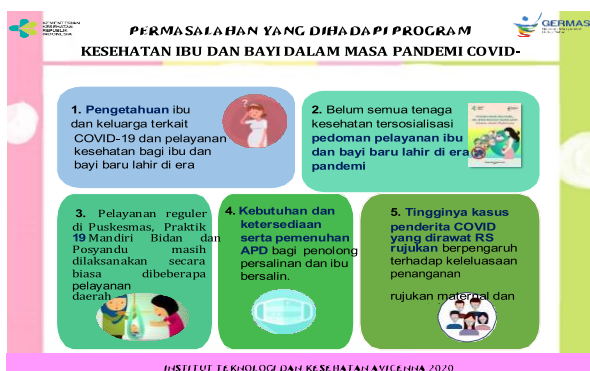 KEMENTERIAN
KESEHATAN
REPUBLIK
INDONESIA
GERMAS
PERMASALAHAN YANG DIHADAPI PROGRAM
KESEHATAN IBU DAN BAYI DALAM MASA PANDEMI COVID-
1. Pengetahuan ibu
dan keluarga terkait
COVID-19 dan pelayanan
kesehatan bagi ibu dan
bayi baru lahir di era
2. Belum semua tenaga
kesehatan tersosialisasi
pedoman pelayanan ibu
dan bayi baru lahir di era
pandemi
3. Pelayanan reguler
di Puskesmas, Praktik
19 Mandiri Bidan dan
Posyandu masih
dilaksanakan secara
biasa dibeberapa
pelayanan
daerah
4. Kebutuhan dan
ketersediaan
serta pemenuhan
APD bagi penolong
persalinan dan ibu
bersalin.
5. Tingginya kasus
penderita COVID
yang dirawat RS
rujukan berpengaruh
terhadap keleluasaan
penanganan
rujukan maternal dan
INSTITUT TEKNOLOGI DAN KESEHATAN AVICENNA 2020